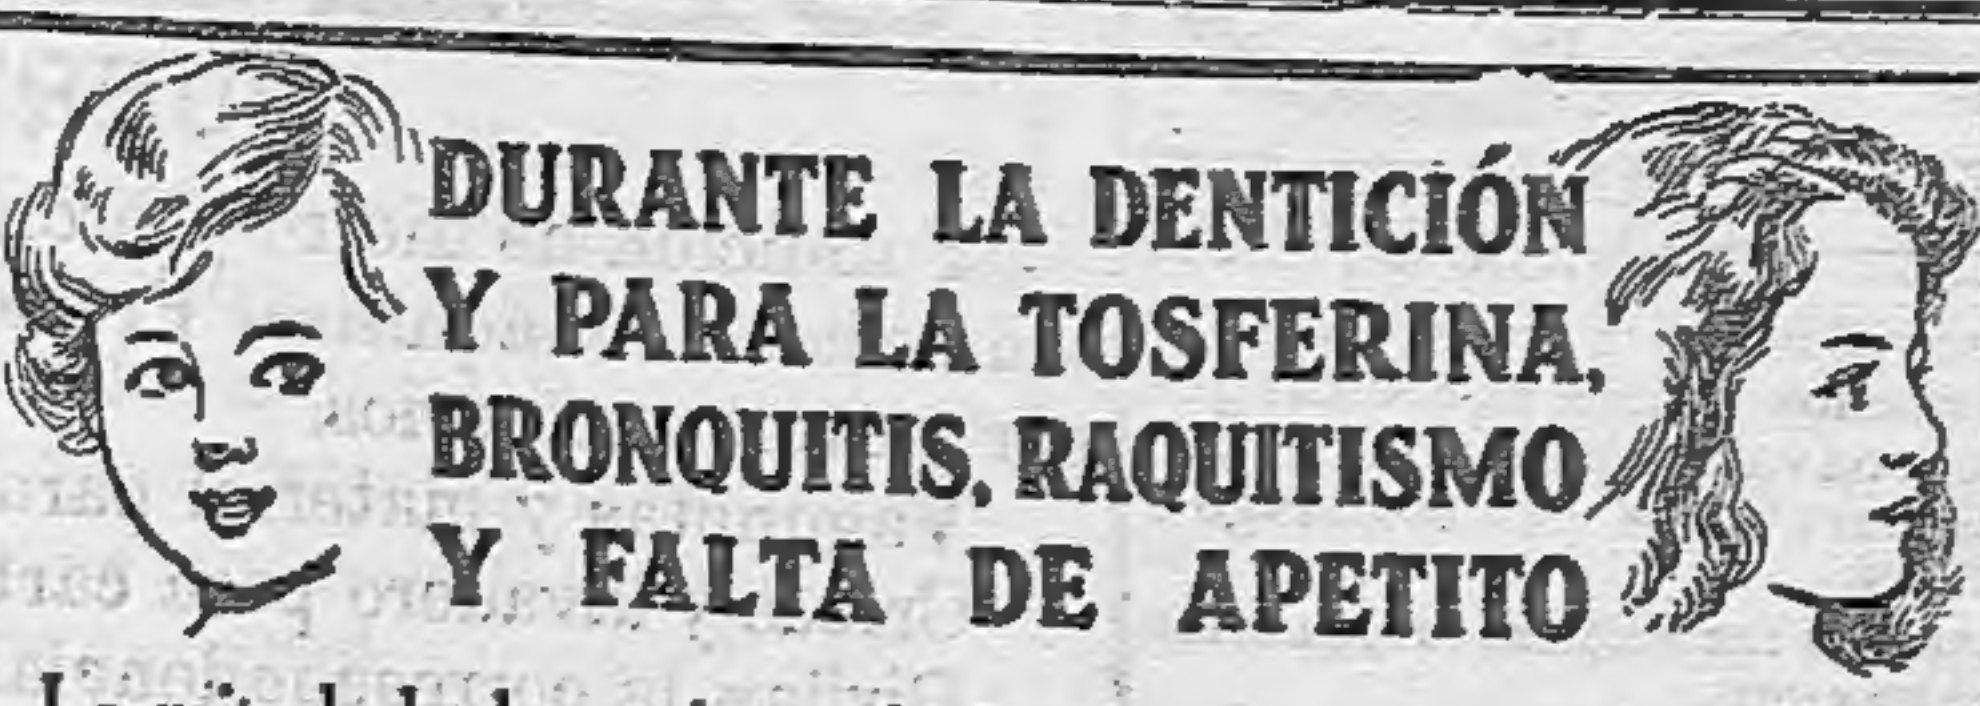 DURANTE LA DENTICIÓN
Y PARA LA TOSFERINA,
BRONQUITIS, RAQUITISMO
Y FALTA DE APETITO